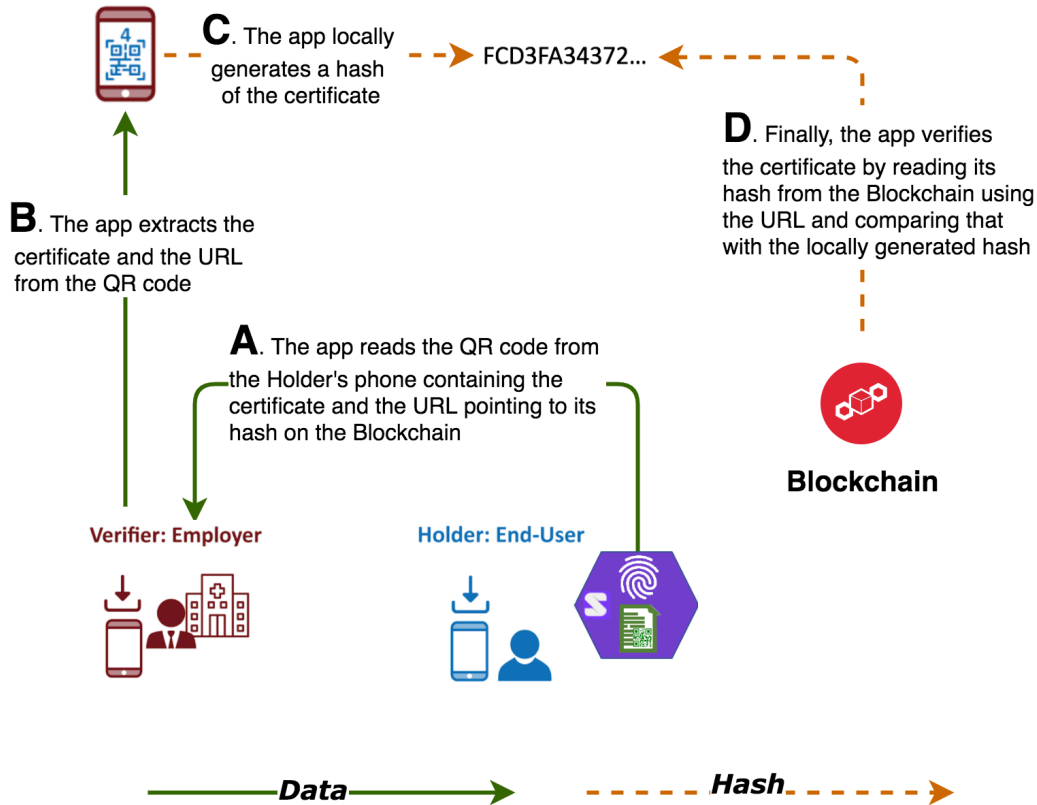 4
C. The app locally
generates a hash
of the certificate
FCD3FA34372...
D. Finally, the app verifies
the certificate by reading its
hash from the Blockchain using
the URL and comparing that
with the locally generated hash
B. The app extracts the
certificate and the URL
from the QR code
A. The app reads the QR code from
the Holder's phone containing the
certificate and the URL pointing to its
hash on the Blockchain
Blockchain
Verifier: Employer
Holder: End-User
S
Data
Hash